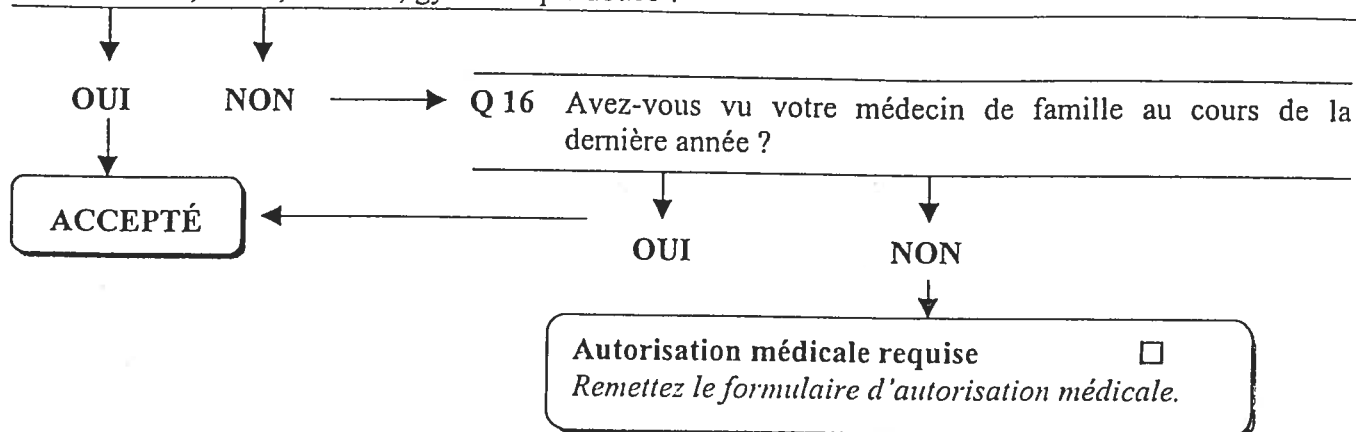 OUI NON
Q 16 Avez-vous vu votre médecin de famille au cours de la
dernière année ?
ACCEPTÉ
OUI NON
Autorisation médicale requise ☐
Remettez le formulaire d'autorisation médicale.